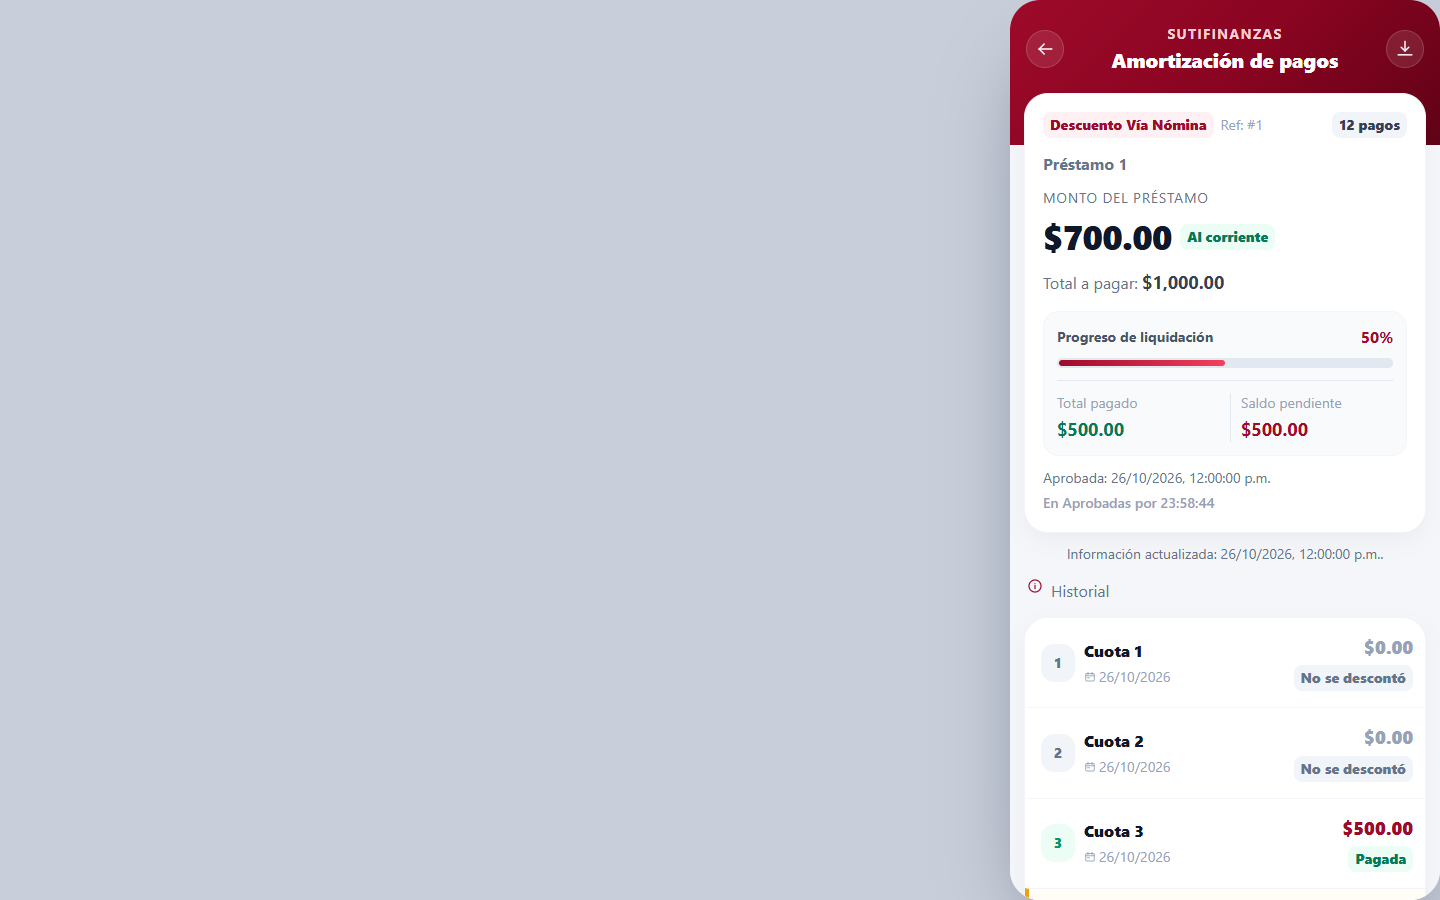 SUTIFINANZAS
Amortización de pagos
Descuento Vía Nómina Ref: #1 12 pagos
Préstamo 1
MONTO DEL PRÉSTAMO
$700.00 Al corriente
Total a pagar: $1,000.00
Progreso de liquidación 50%
Total pagado Saldo pendiente
$500.00 $500.00
Aprobada: 26/10/2026, 12:00:00 p.m.
En Aprobadas por 23:58:44
Información actualizada: 26/10/2026, 12:00:00 p.m..
Historial
1 Cuota 1 $0.00
26/10/2026 No se descontó
2 Cuota 2 $0.00
26/10/2026 No se descontó
3 Cuota 3 $500.00
26/10/2026 Pagada